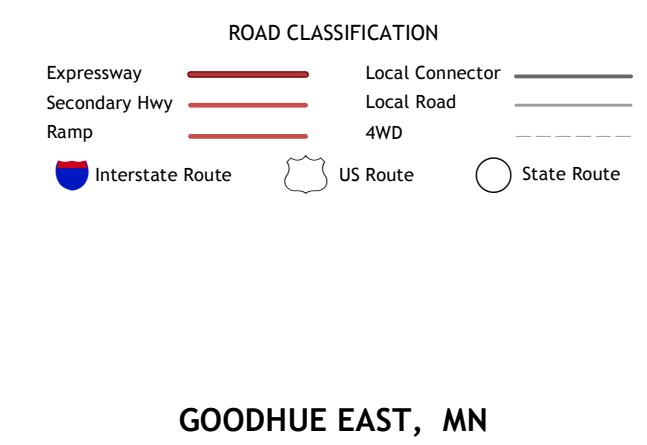 ROAD CLASSIFICATION
Expressway
Local Connector
Secondary Hwy
Local Road
Ramp
4WD
Interstate Route
US Route
State Route
GOODHUE EAST, MN